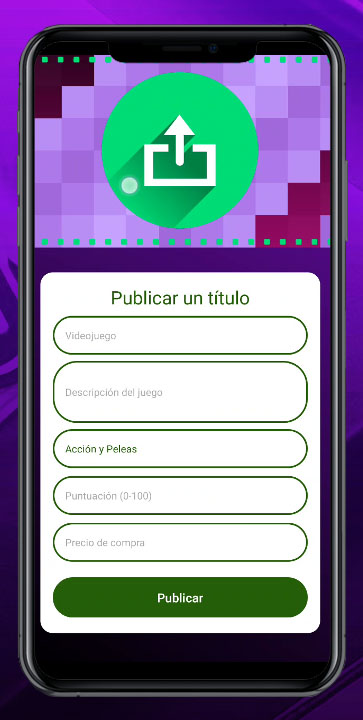 Publicar un título
Videojuego
Descripción del juego
Acción y Peleas
Puntuación (0-100)
Precio de compra
Publicar